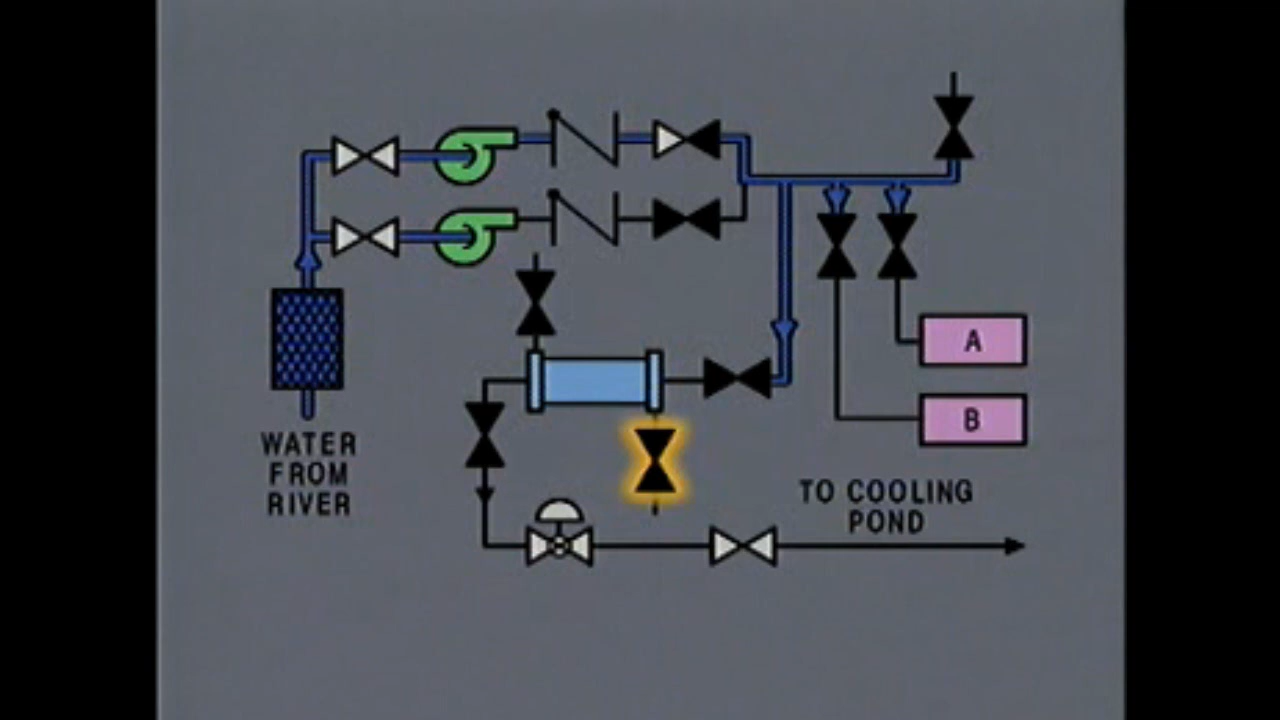 WATER
FROM
RIVER
A
B
TO COOLING
POND